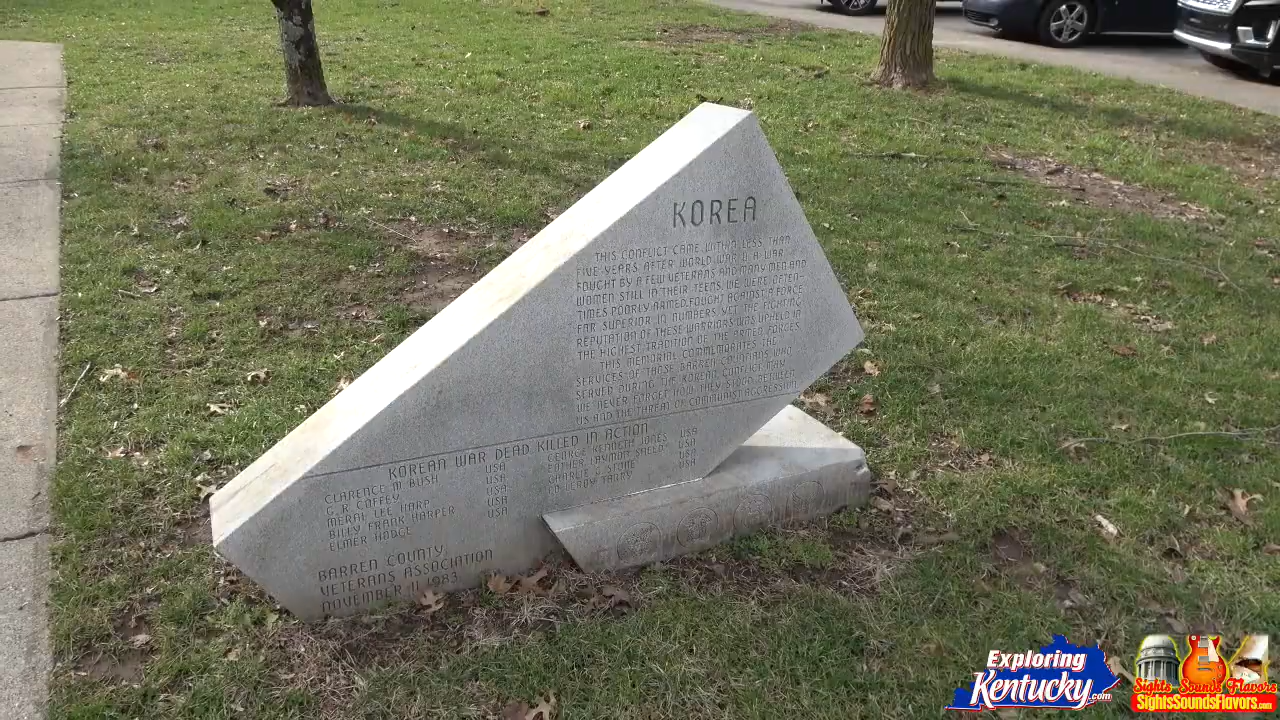 KOREA
THIS CONFLICT CAME WITHIN LESS THAN
FIVE YEARS AFTER WORLD WAR II. A WAR
FOUGHT BY A FEW VETERANS AND MANY MEN AND
WOMEN STILL IN THEIR TEENS. WE WERE OFTEN-
TIMES POORLY ARMED, FOUGHT AGAINST A FORCE
FAR SUPERIOR IN NUMBERS YET THE FIGHTING
REPUTATION OF THESE WARRIORS WAS UPHELD IN
THE HIGHEST TRADITION OF THE ARMED FORCES.
THIS MEMORIAL COMMEMORATES THE
SERVICES OF THOSE BARREN COUNTIANS WHO
SERVED DURING THE KOREAN CONFLICT. MAY
WE NEVER FORGET HOW THEY STOOD BETWEEN
US AND THE THREAT OF COMMUNIST AGGRESSION.
KOREAN WAR DEAD KILLED IN ACTION
CLARENCE M. BUSH USA
G. R. COFFEY USA
MERAL LEE HARP USA
BILLY FRANK HARPER USA
ELMER HODGE USA
GEORGE KENNETH JONES USA
LAYMON SNEED USA
CHARLIE V. STONE USA
LEROY TARRY USA
BARREN COUNTY
VETERANS ASSOCIATION
NOVEMBER 11, 1983
Exploring
Kentucky.com
Sights Sounds Flavors
SightsSoundsFlavors.com